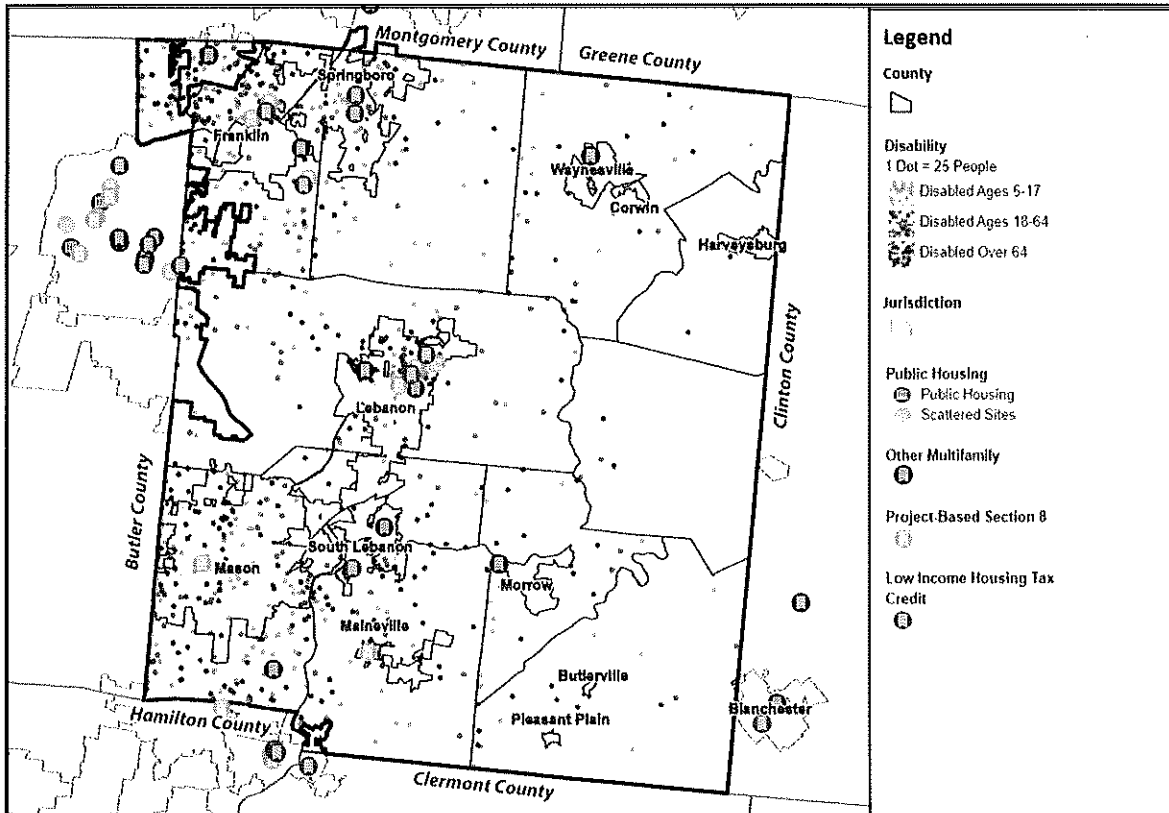 Montgomery County
Greene County
Springboro
Franklin
Waynesville
Corwin
Harveysburg
Clinton County
Lebanon
Butler County
South Lebanon
Mason
Morrow
Maineville
Butlerville
Pleasant Plain
Blanchester
Hamilton County
Clermont County
Legend
County
Disability
1 Dot = 25 People
Disabled Ages 5-17
Disabled Ages 18-64
Disabled Over 64
Jurisdiction
Public Housing
Public Housing
Scattered Sites
Other Multifamily
Project-Based Section 8
Low Income Housing Tax
Credit